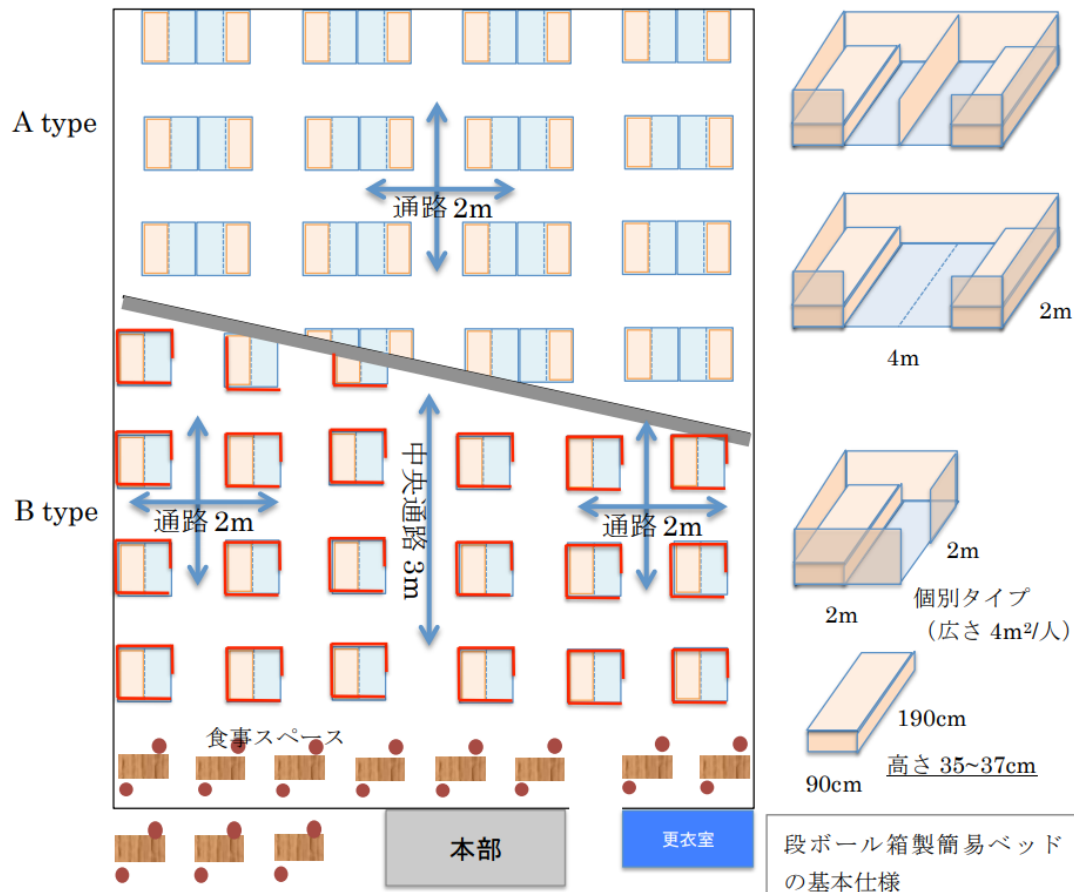 A type
通路 2m
2m
4m
B type
通路 2m
中央通路 3m
通路 2m
2m
2m
個別タイプ
（広さ 4m²/人）
190cm
90cm
高さ 35~37cm
食事スペース
本部
更衣室
段ボール箱製簡易ベッド
の基本仕様